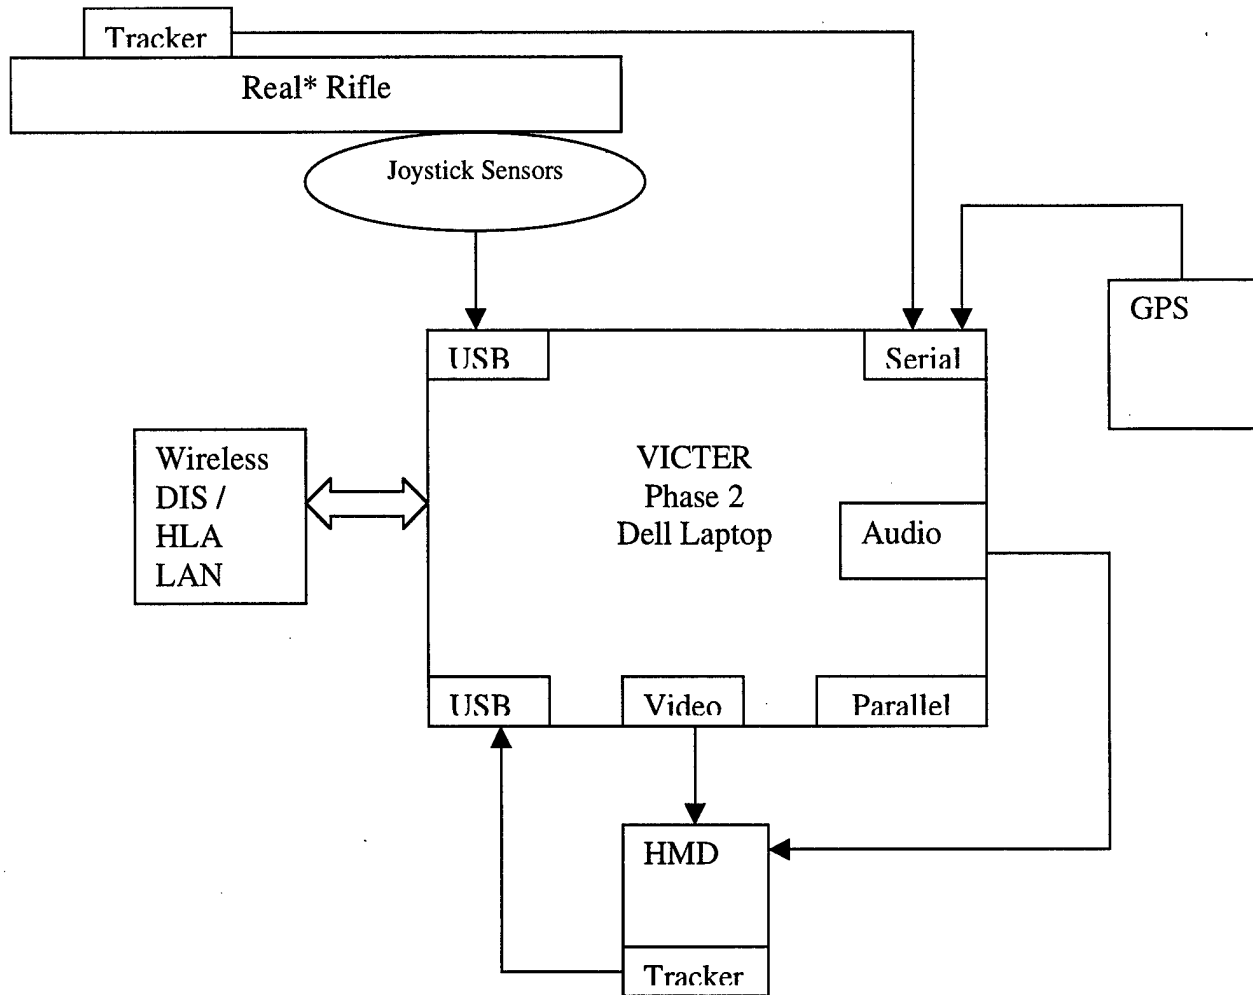 Tracker
Real* Rifle
Joystick Sensors
GPS
USB
Serial
Wireless
DIS /
HLA
LAN
VICTER
Phase 2
Dell Laptop
Audio
USB
Video
Parallel
HMD
Tracker